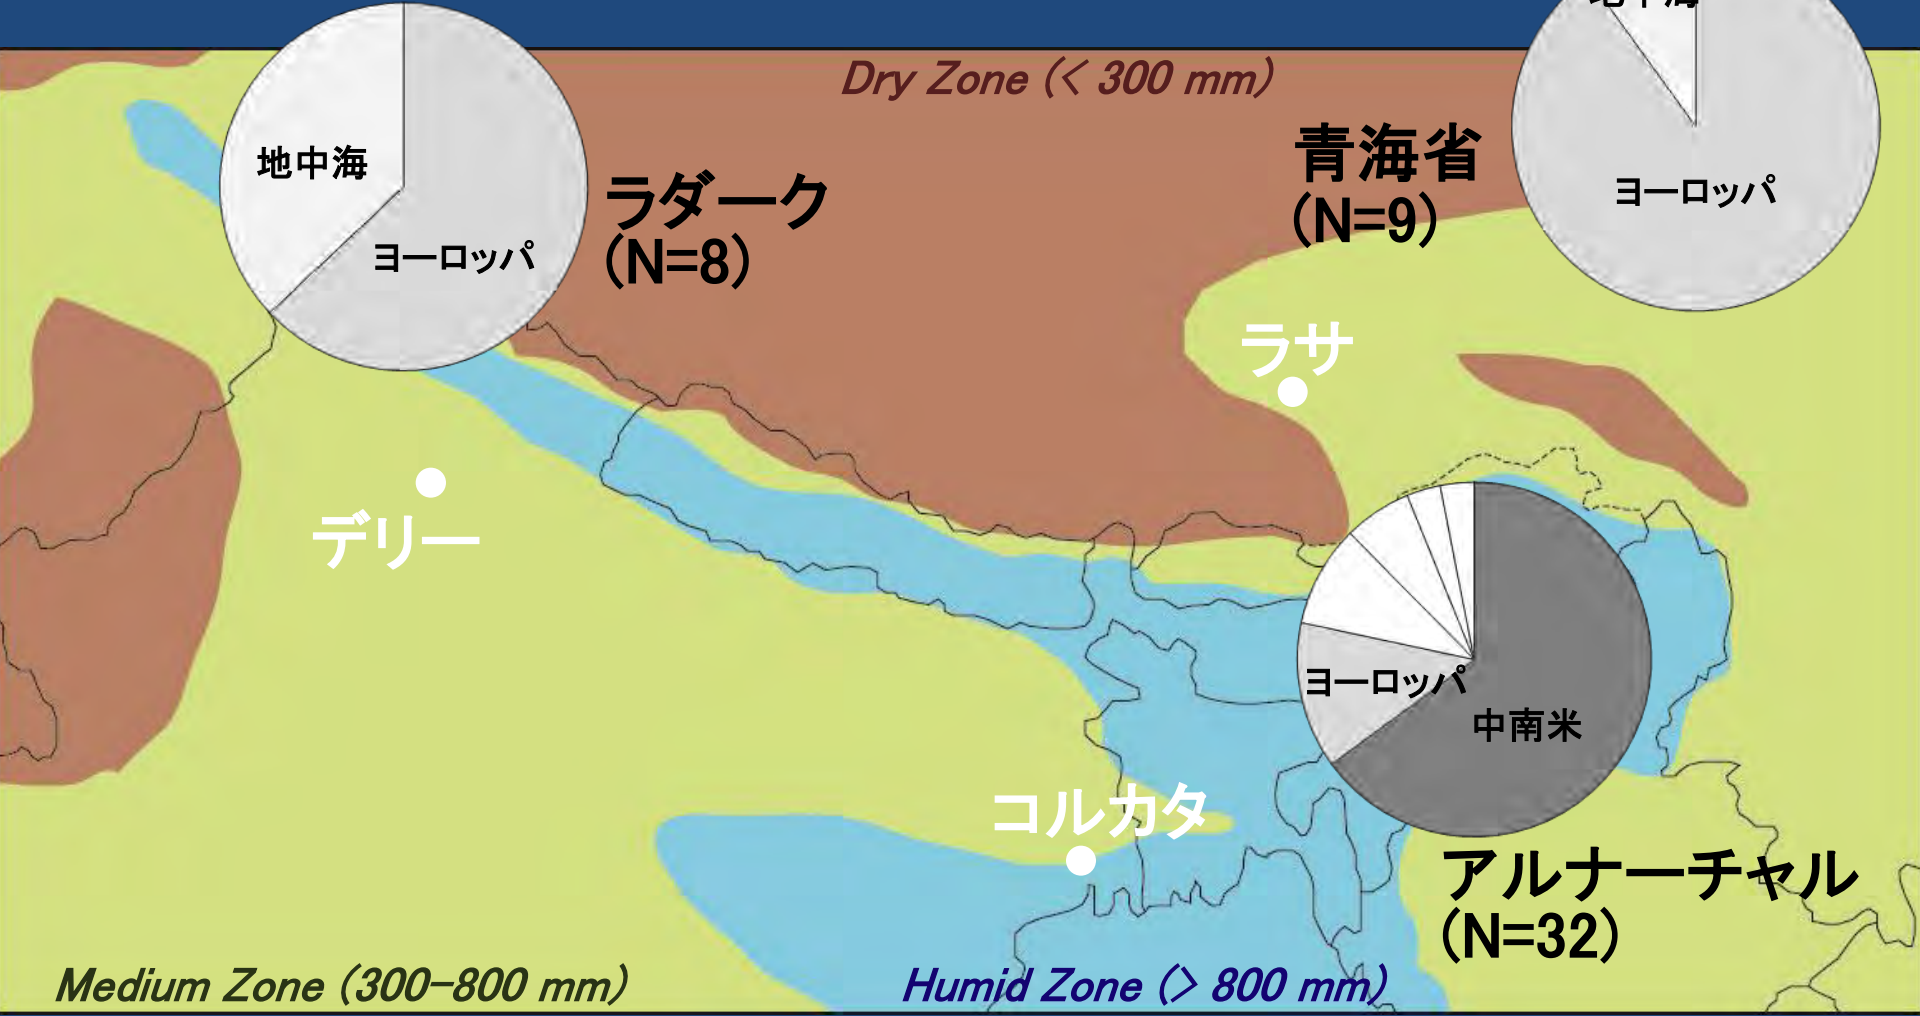 地中海
Dry Zone (< 300 mm)
青海省
(N=9)
ヨーロッパ
地中海
ラダーク
(N=8)
ヨーロッパ
ラサ
デリー
ヨーロッパ
中南米
コルカタ
アルナーチャル
(N=32)
Medium Zone (300-800 mm)
Humid Zone (> 800 mm)